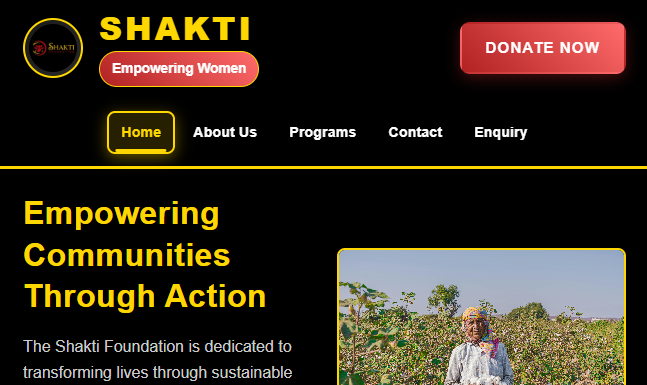 SHAKTI
SHAKTI
Empowering Women
DONATE NOW
Home About Us Programs Contact Enquiry
Empowering
Communities
Through Action
The Shakti Foundation is dedicated to
transforming lives through sustainable